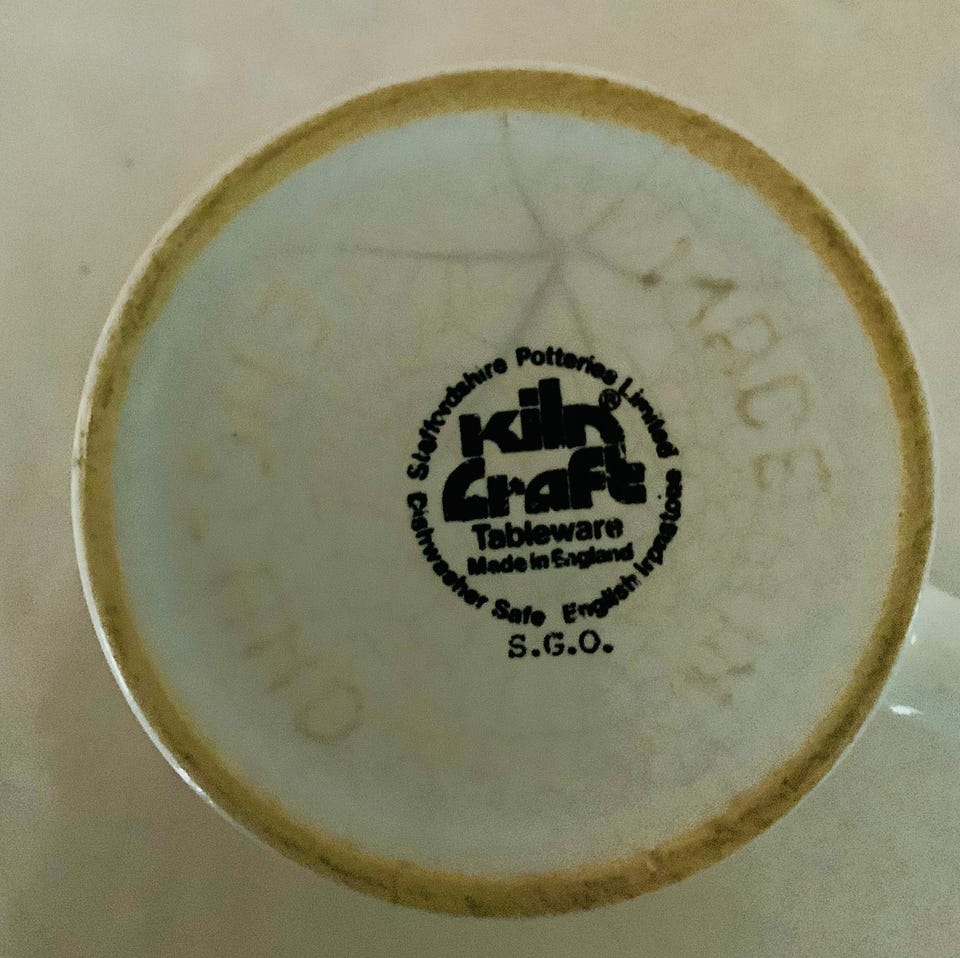 Staffordshire Potteries Limited
Kiln®
Craft
Tableware
Made in England
Dishwasher Safe English Ironstone
S.G.O.